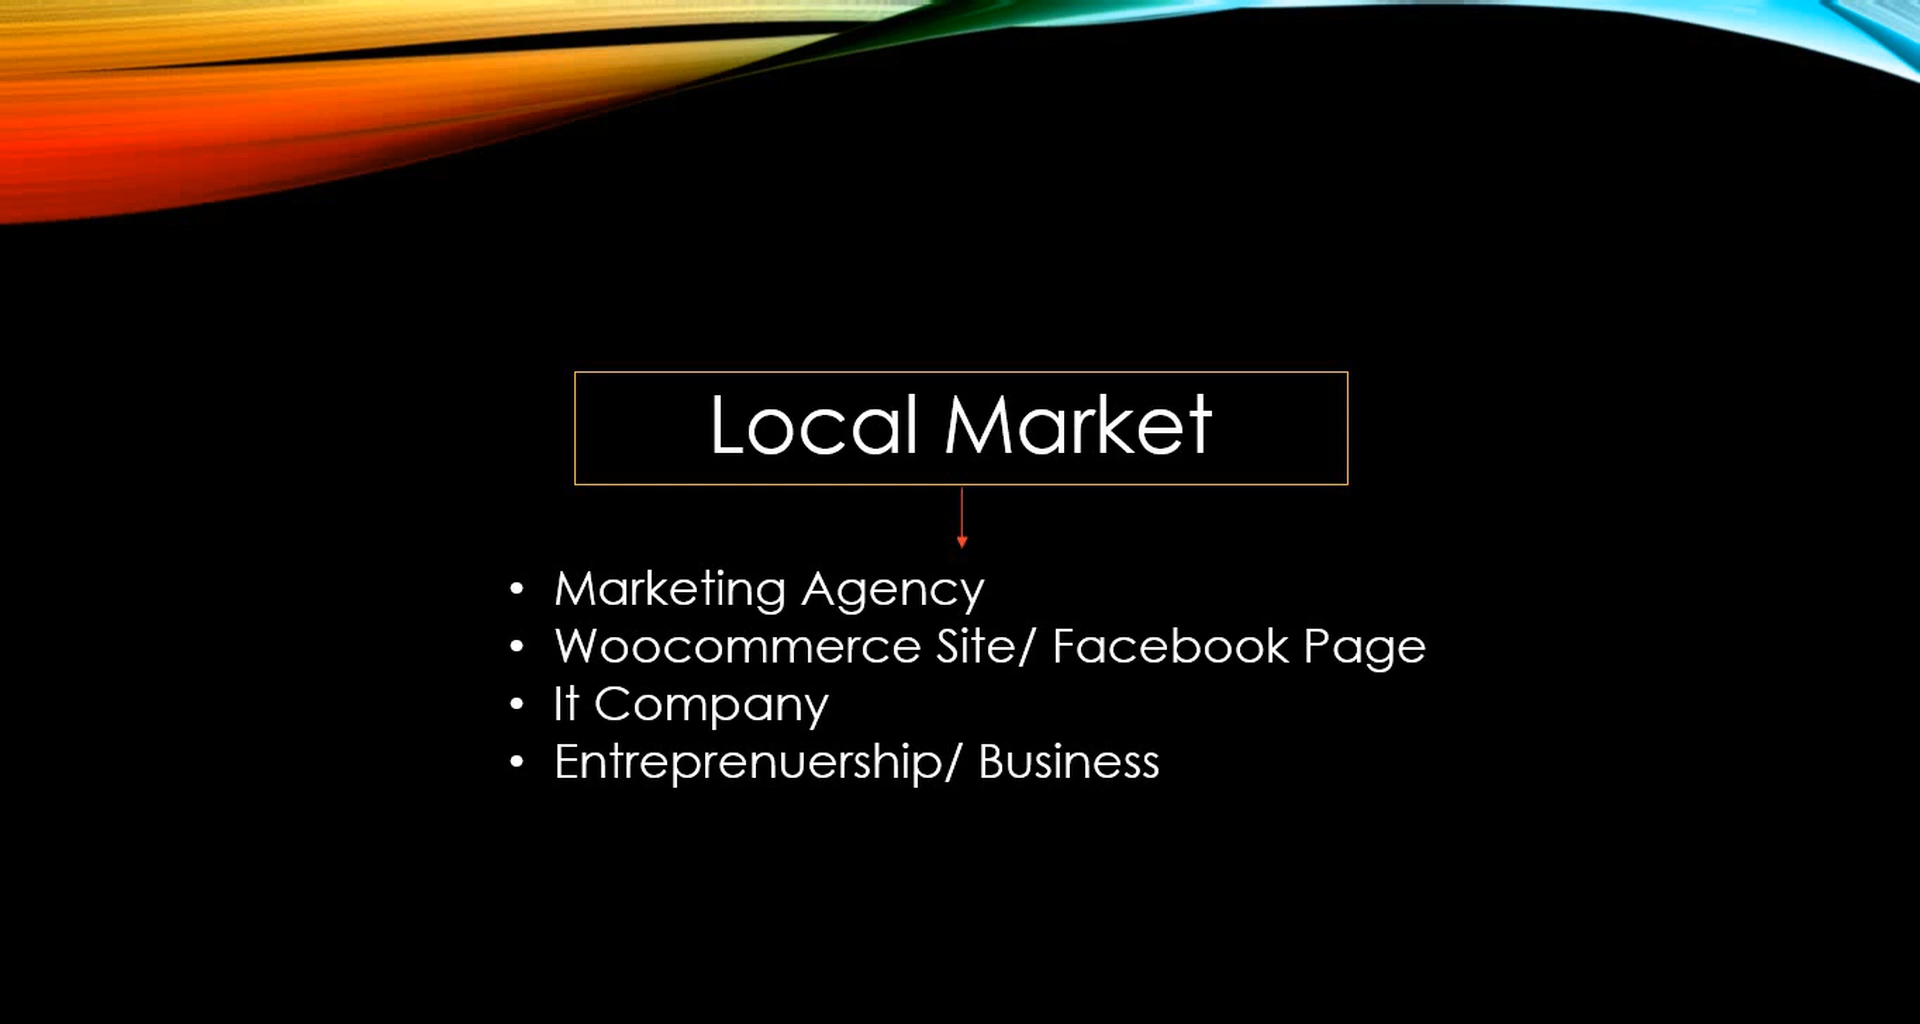 Local Market
• Marketing Agency
• Woocommerce Site/ Facebook Page
• It Company
• Entreprenuership/ Business